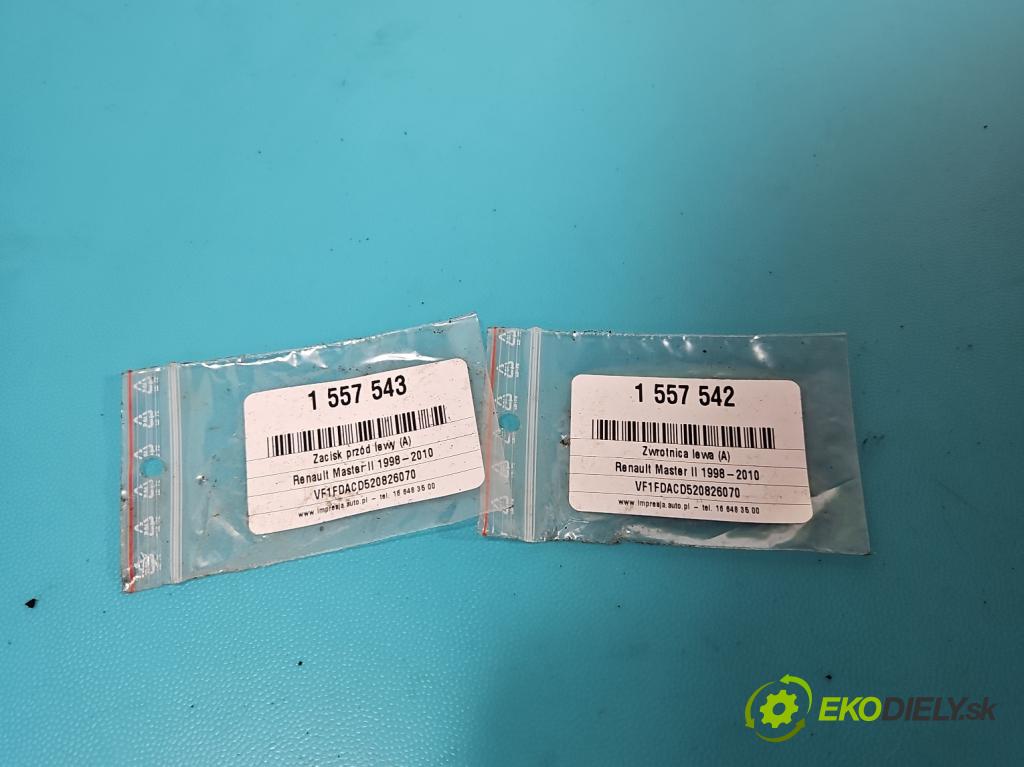 1 557 543
Zacisk przód lewy (A)
Renault Master II 1998-2010
VF1FDACD520826070
www.impresja.auto.pl - tel. 16 648 35 00
1 557 542
Zwrotnica lewa (A)
Renault Master II 1998-2010
VF1FDACD520826070
www.impresja.auto.pl - tel. 16 648 35 00
EKODIELY.sk